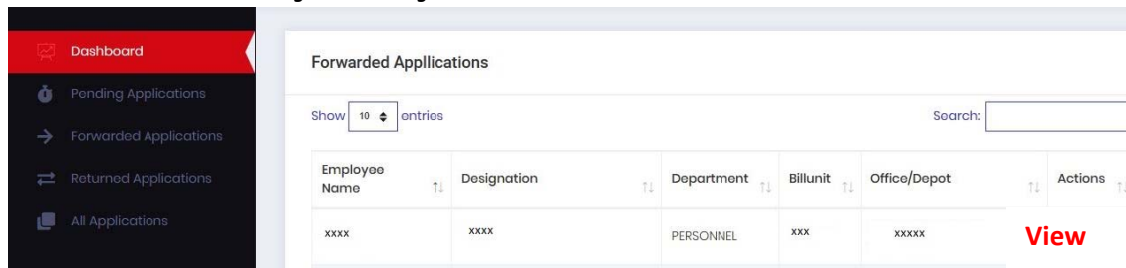 Dashboard
Pending Applications
Forwarded Applications
Returned Applications
All Applications
Forwarded Appllications
Show 10 entries
Search:
Employee Name
Designation
Department
Billunit
Office/Depot
Actions
xxxx
xxxx
PERSONNEL
xxx
xxxxx
View